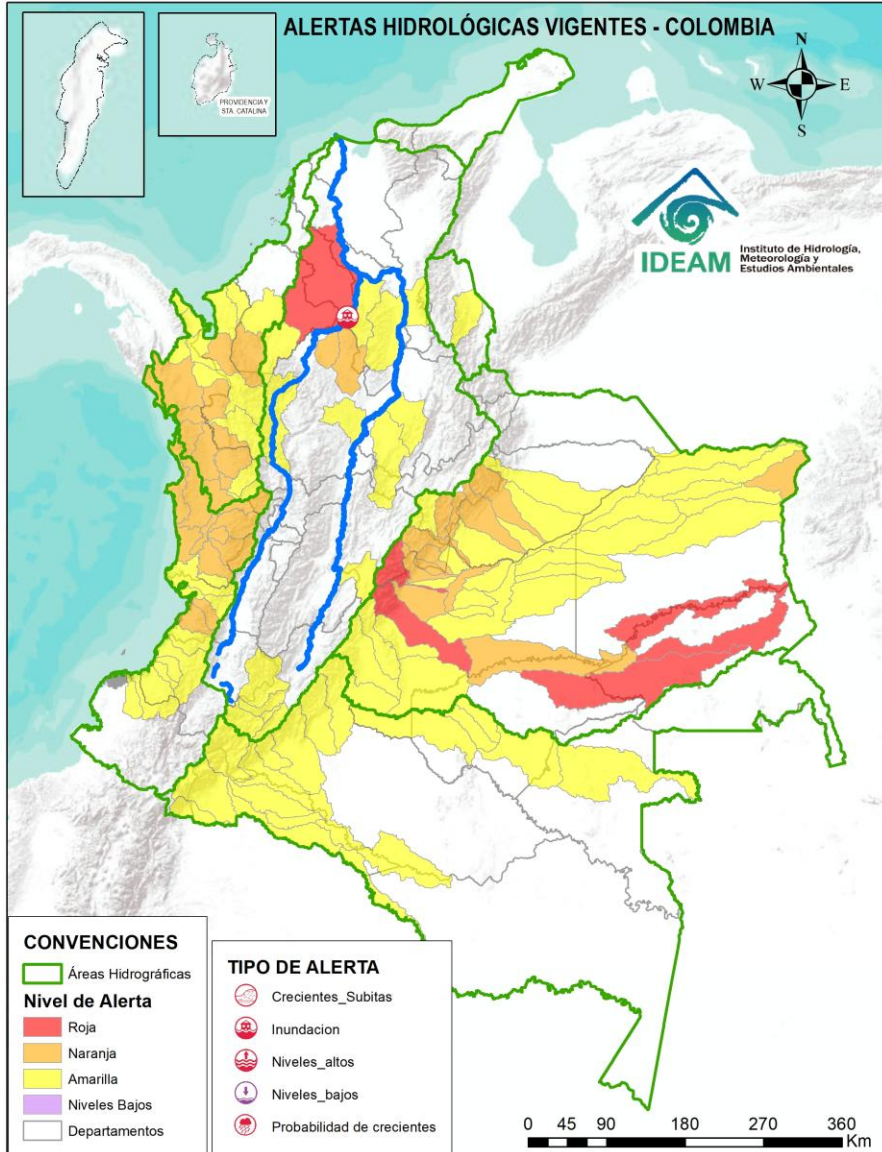 ALERTAS HIDROLÓGICAS VIGENTES - COLOMBIA
PROVIDENCIA Y
STA. CATALINA
N
W
E
S
IDEAM
Instituto de Hidrología,
Meteorología y
Estudios Ambientales
CONVENCIONES
Áreas Hidrográficas
Nivel de Alerta
Roja
Naranja
Amarilla
Niveles Bajos
Departamentos
TIPO DE ALERTA
Crecientes_Subitas
Inundacion
Niveles_altos
Niveles_bajos
Probabilidad de crecientes
0 45 90 180 270 360
Km